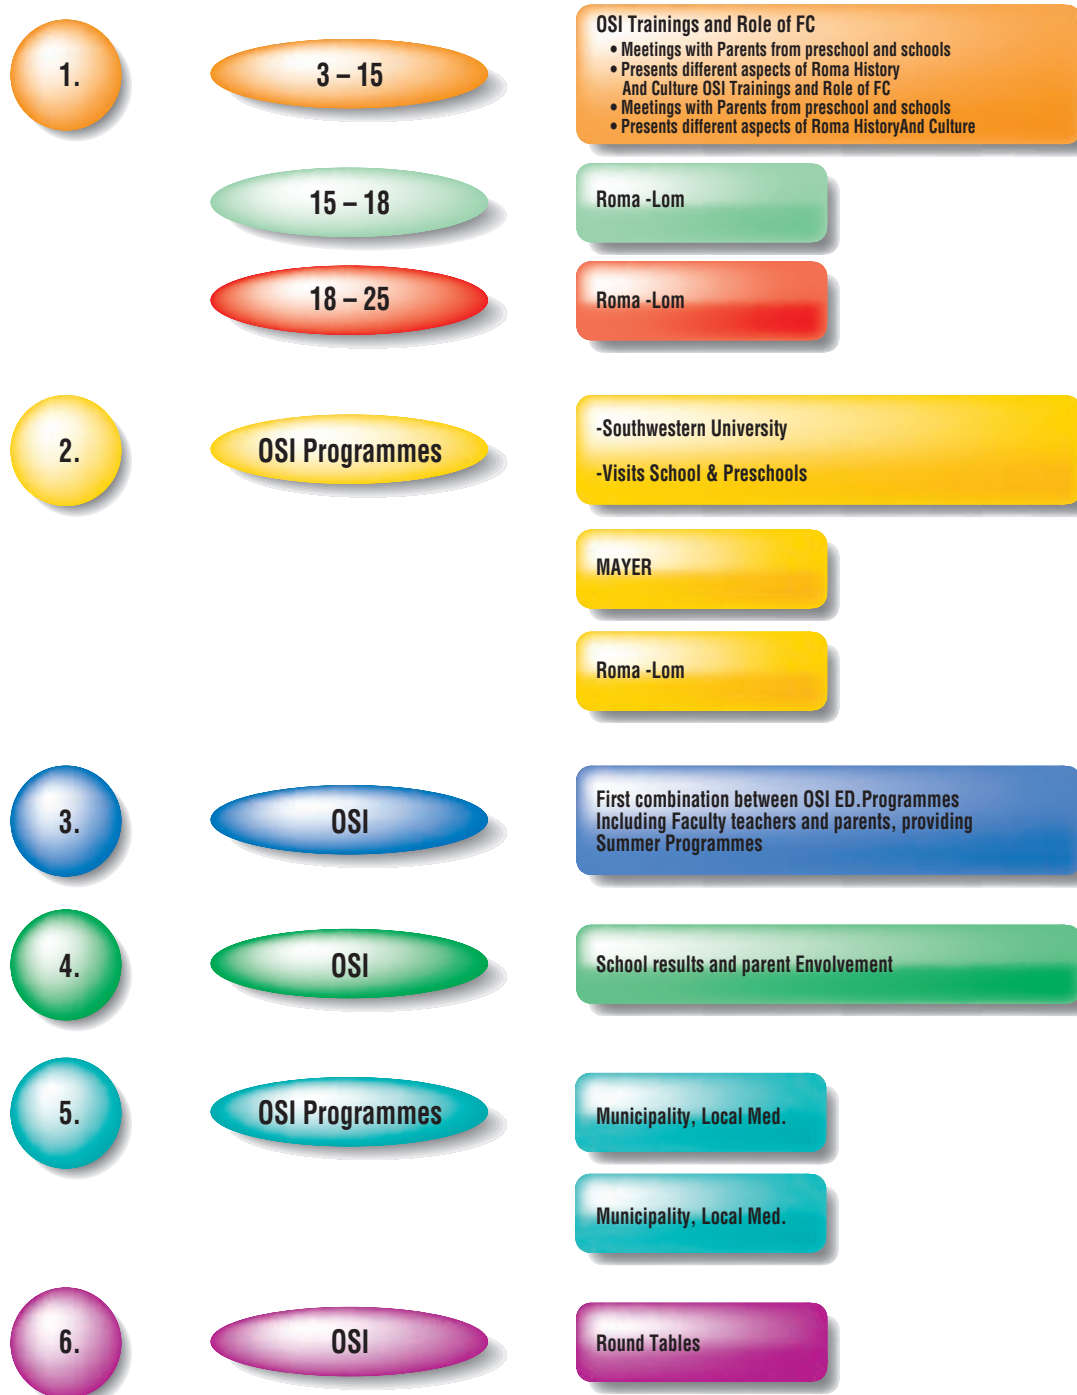 1.
3 – 15
OSI Trainings and Role of FC
• Meetings with Parents from preschool and schools
• Presents different aspects of Roma History
And Culture OSI Trainings and Role of FC
• Meetings with Parents from preschool and schools
• Presents different aspects of Roma HistoryAnd Culture
15 – 18
Roma -Lom
18 – 25
Roma -Lom
2.
OSI Programmes
-Southwestern University
-Visits School & Preschools
MAYER
Roma -Lom
3.
OSI
First combination between OSI ED.Programmes
Including Faculty teachers and parents, providing
Summer Programmes
4.
OSI
School results and parent Envolvement
5.
OSI Programmes
Municipality, Local Med.
Municipality, Local Med.
6.
OSI
Round Tables